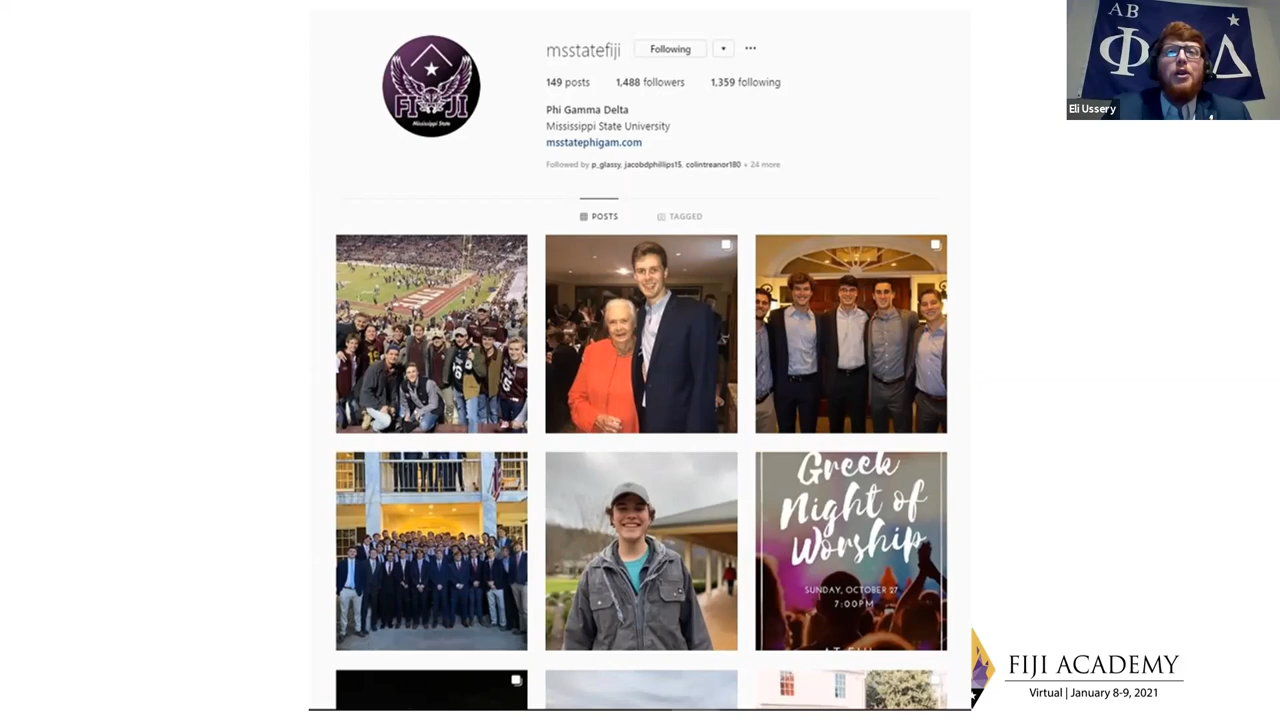 msstatefiji Following
149 posts 1,488 followers 1,359 following
Phi Gamma Delta
Mississippi State University
msstatephigam.com
Followed by p_glassy, jacobdphillips15, colintreanor180 + 24 more
POSTS TAGGED
FIJI
Mississippi State
Greek
Night of
Worship
SUNDAY, OCTOBER 27
7:00PM
ΑΒ
Φ Δ
Eli Ussery
FIJI ACADEMY
Virtual | January 8-9, 2021